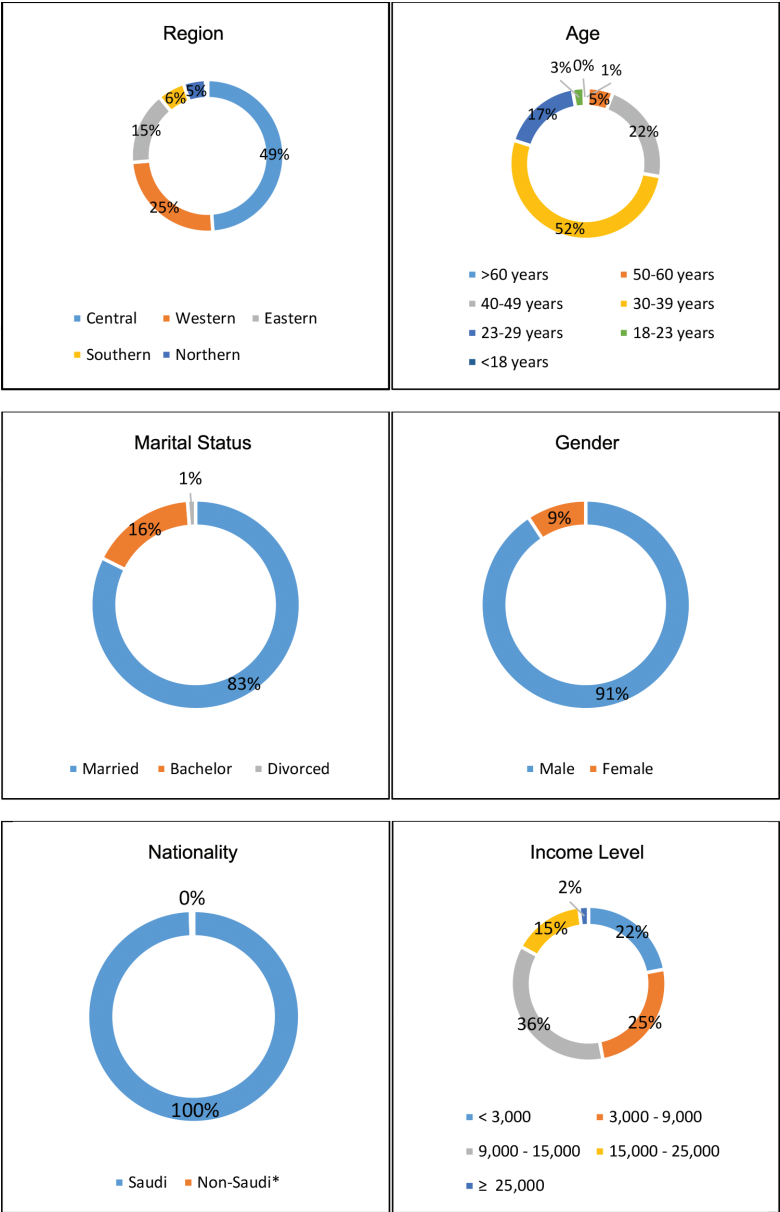 Region
5%
6%
15%
49%
25%
Central Western Eastern
Southern Northern
Age
3% 0% 1%
5%
17%
22%
52%
>60 years 50-60 years
40-49 years 30-39 years
23-29 years 18-23 years
<18 years
Marital Status
1%
16%
83%
Married Bachelor Divorced
Gender
9%
91%
Male Female
Nationality
0%
100%
Saudi Non-Saudi*
Income Level
2%
15% 22%
36% 25%
< 3,000 3,000 - 9,000
9,000 - 15,000 15,000 - 25,000
≥ 25,000